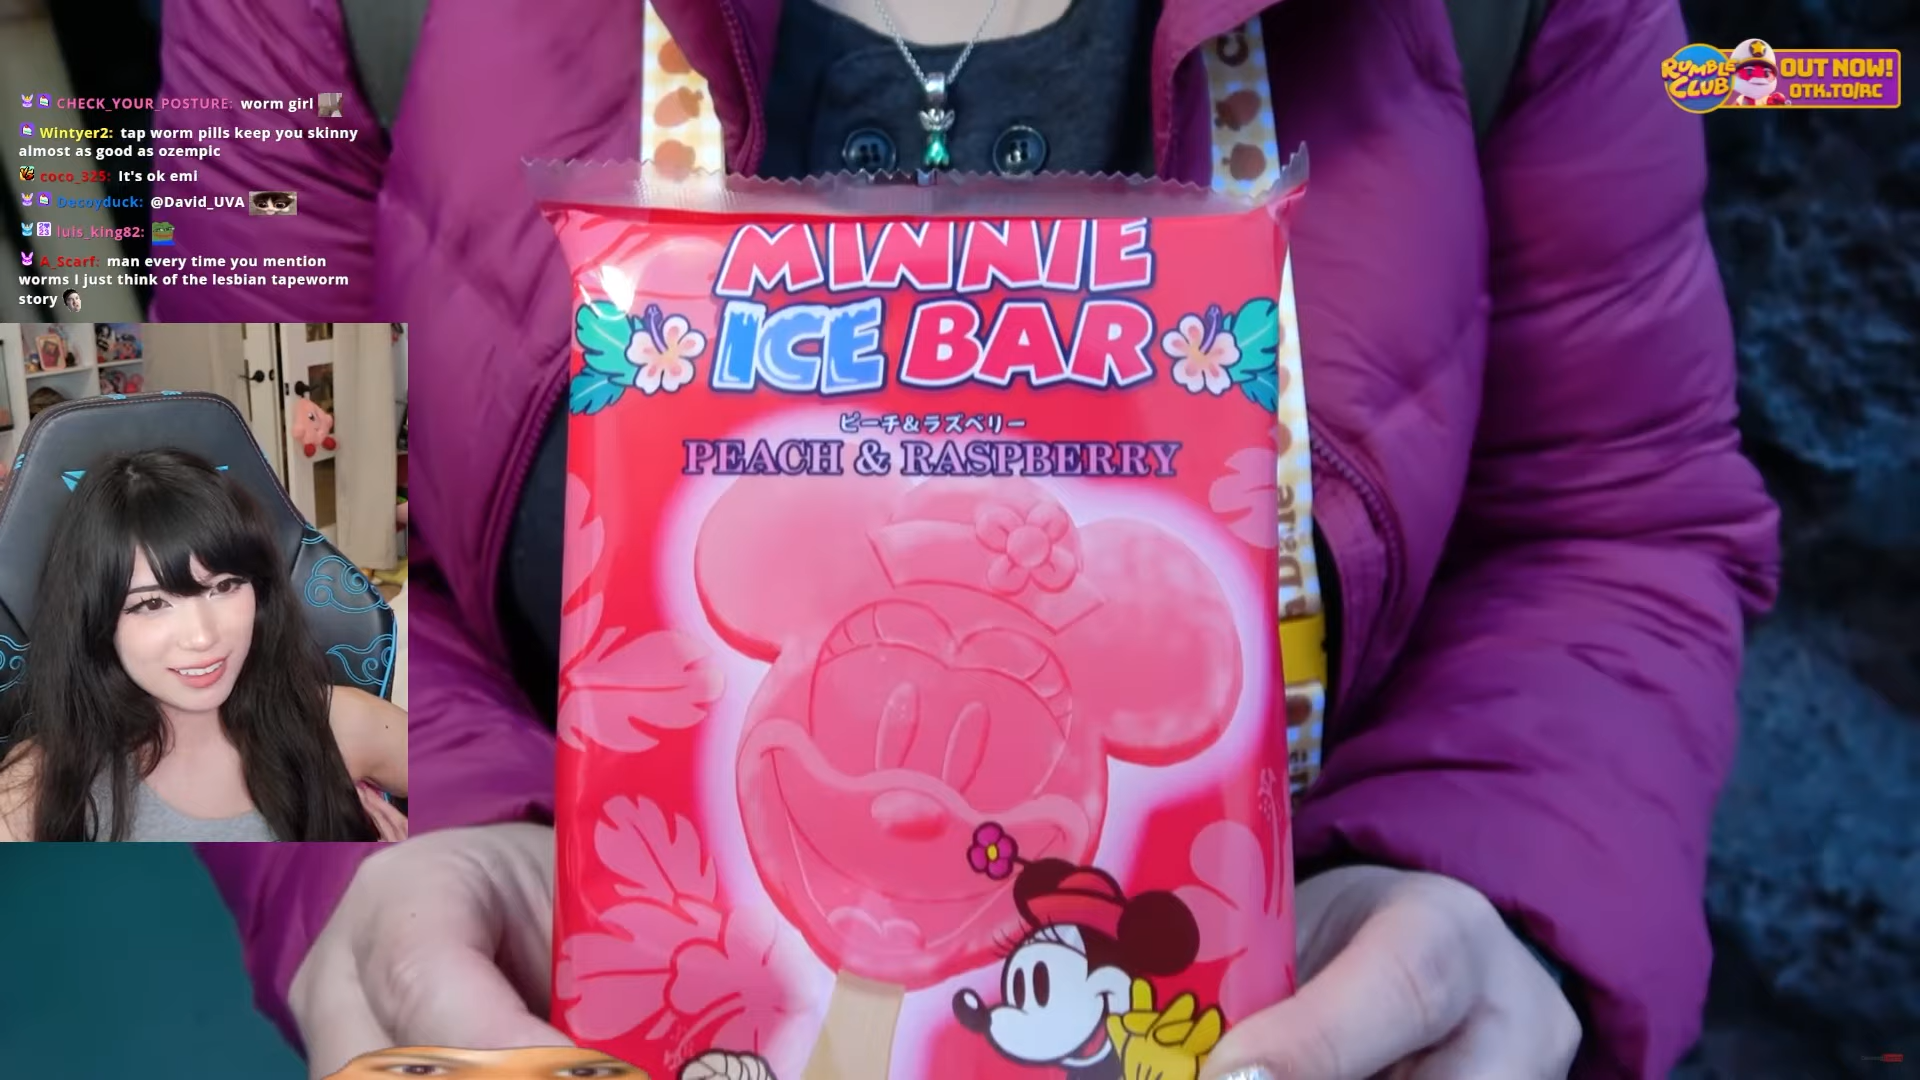 CHECK_YOUR_POSTURE: worm girl
Wintyer2: tap worm pills keep you skinny
almost as good as ozempic
coco_325: It's ok emi
Decoyduck: @David_UVA
luis_king82:
A_Scarf: man every time you mention
worms I just think of the lesbian tapeworm
story
RUMBLE
CLUB
OUT NOW!
OTK.TO/RC
MINNIE
ICE BAR
ピーチ&ラズベリー
PEACH & RASPBERRY